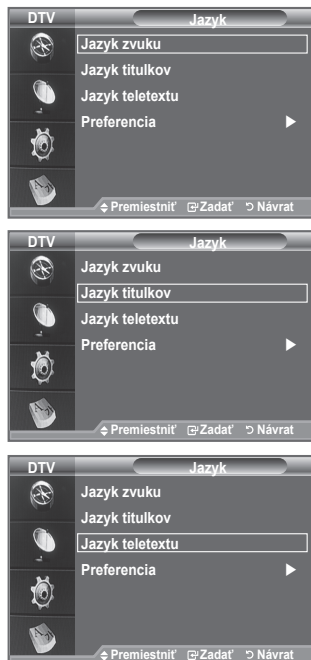 DTV Jazyk
Jazyk zvuku
Jazyk titulkov
Jazyk teletextu
Preferencia ►
Premiestniť Zadať Návrat
DTV Jazyk
Jazyk zvuku
Jazyk titulkov
Jazyk teletextu
Preferencia ►
Premiestniť Zadať Návrat
DTV Jazyk
Jazyk zvuku
Jazyk titulkov
Jazyk teletextu
Preferencia ►
Premiestniť Zadať Návrat